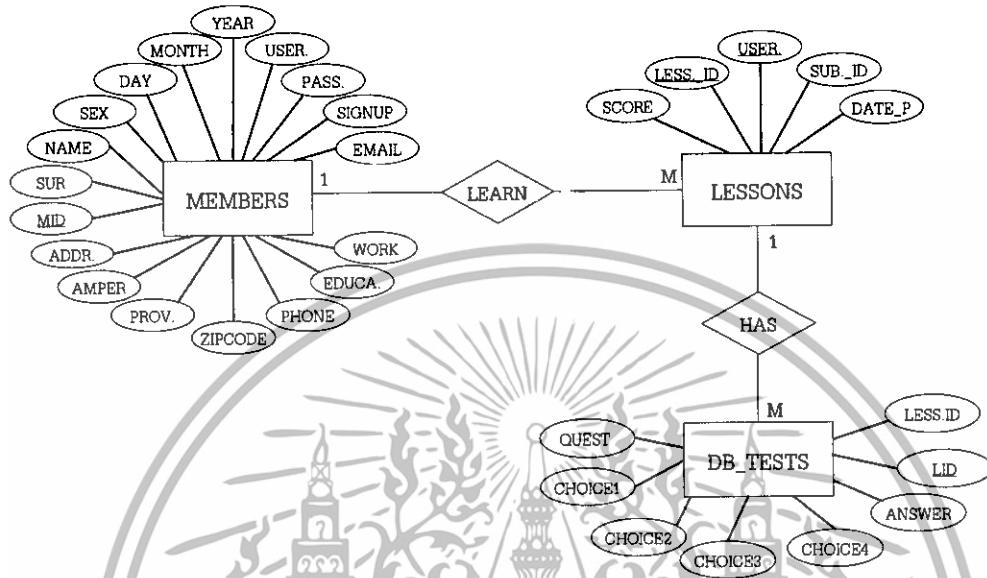 YEAR
MONTH
USER.
DAY
PASS.
SEX
SIGNUP
NAME
EMAIL
SUR
MID
ADDR.
AMPER
PROV.
ZIPCODE
PHONE
EDUCA.
WORK
MEMBERS
1
LEARN
M
LESSONS
USER.
LESS._ID
SUB._ID
SCORE
DATE_P
1
HAS
M
DB_TESTS
QUEST
CHOICE1
CHOICE2
CHOICE3
CHOICE4
ANSWER
LID
LESS.ID